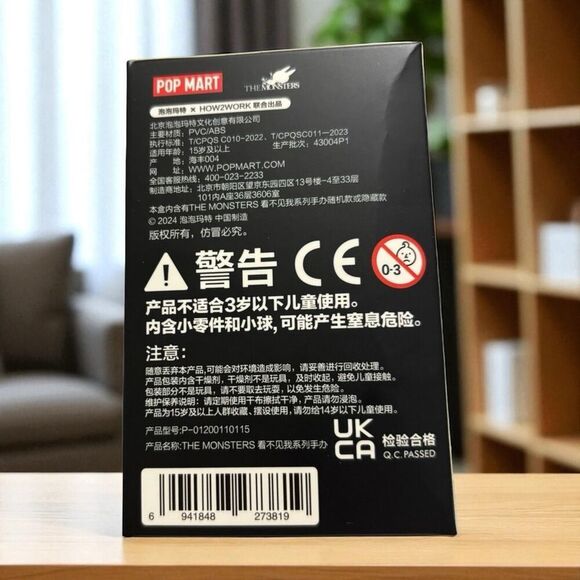 POP MART THE MONSTERS
泡泡玛特 × HOW2WORK 联合出品
北京泡泡玛特文化创意有限公司
主要材质: PVC/ABS
执行标准: T/CPQS C010-2022、T/CPQSC011-2023
适用年龄: 15岁及以上 生产批次: 43004P1
产 地: 海丰004
网 址: WWW.POPMART.COM
全国客服热线: 400-023-2233
制造商地址: 北京市朝阳区望京东园四区13号楼-4至33层
101内A座36层3606室
本盒内含有THE MONSTERS 看不见我系列手办随机款或隐藏款
© 2024 泡泡玛特 中国制造
版权所有，仿冒必究。
警告 CE 0-3
产品不适合3岁以下儿童使用。
内含小零件和小球, 可能产生窒息危险。
注意:
随意丢弃本产品, 可能会对环境造成影响, 请妥善进行回收处理。
产品包装内含干燥剂, 干燥剂不是玩具, 及时收起, 避免儿童接触。
包装部分不是玩具, 请不要取去玩耍, 以免发生危险。
维护保养说明: 请定期使用干布擦拭干净, 产品请勿浸泡。
产品为15岁及以上人群收藏、摆设使用, 请勿给14岁以下儿童使用。
产品型号: P-01200110115
产品名称: THE MONSTERS 看不见我系列手办
UK
CA
检验合格
Q.C. PASSED
6 941848 273819